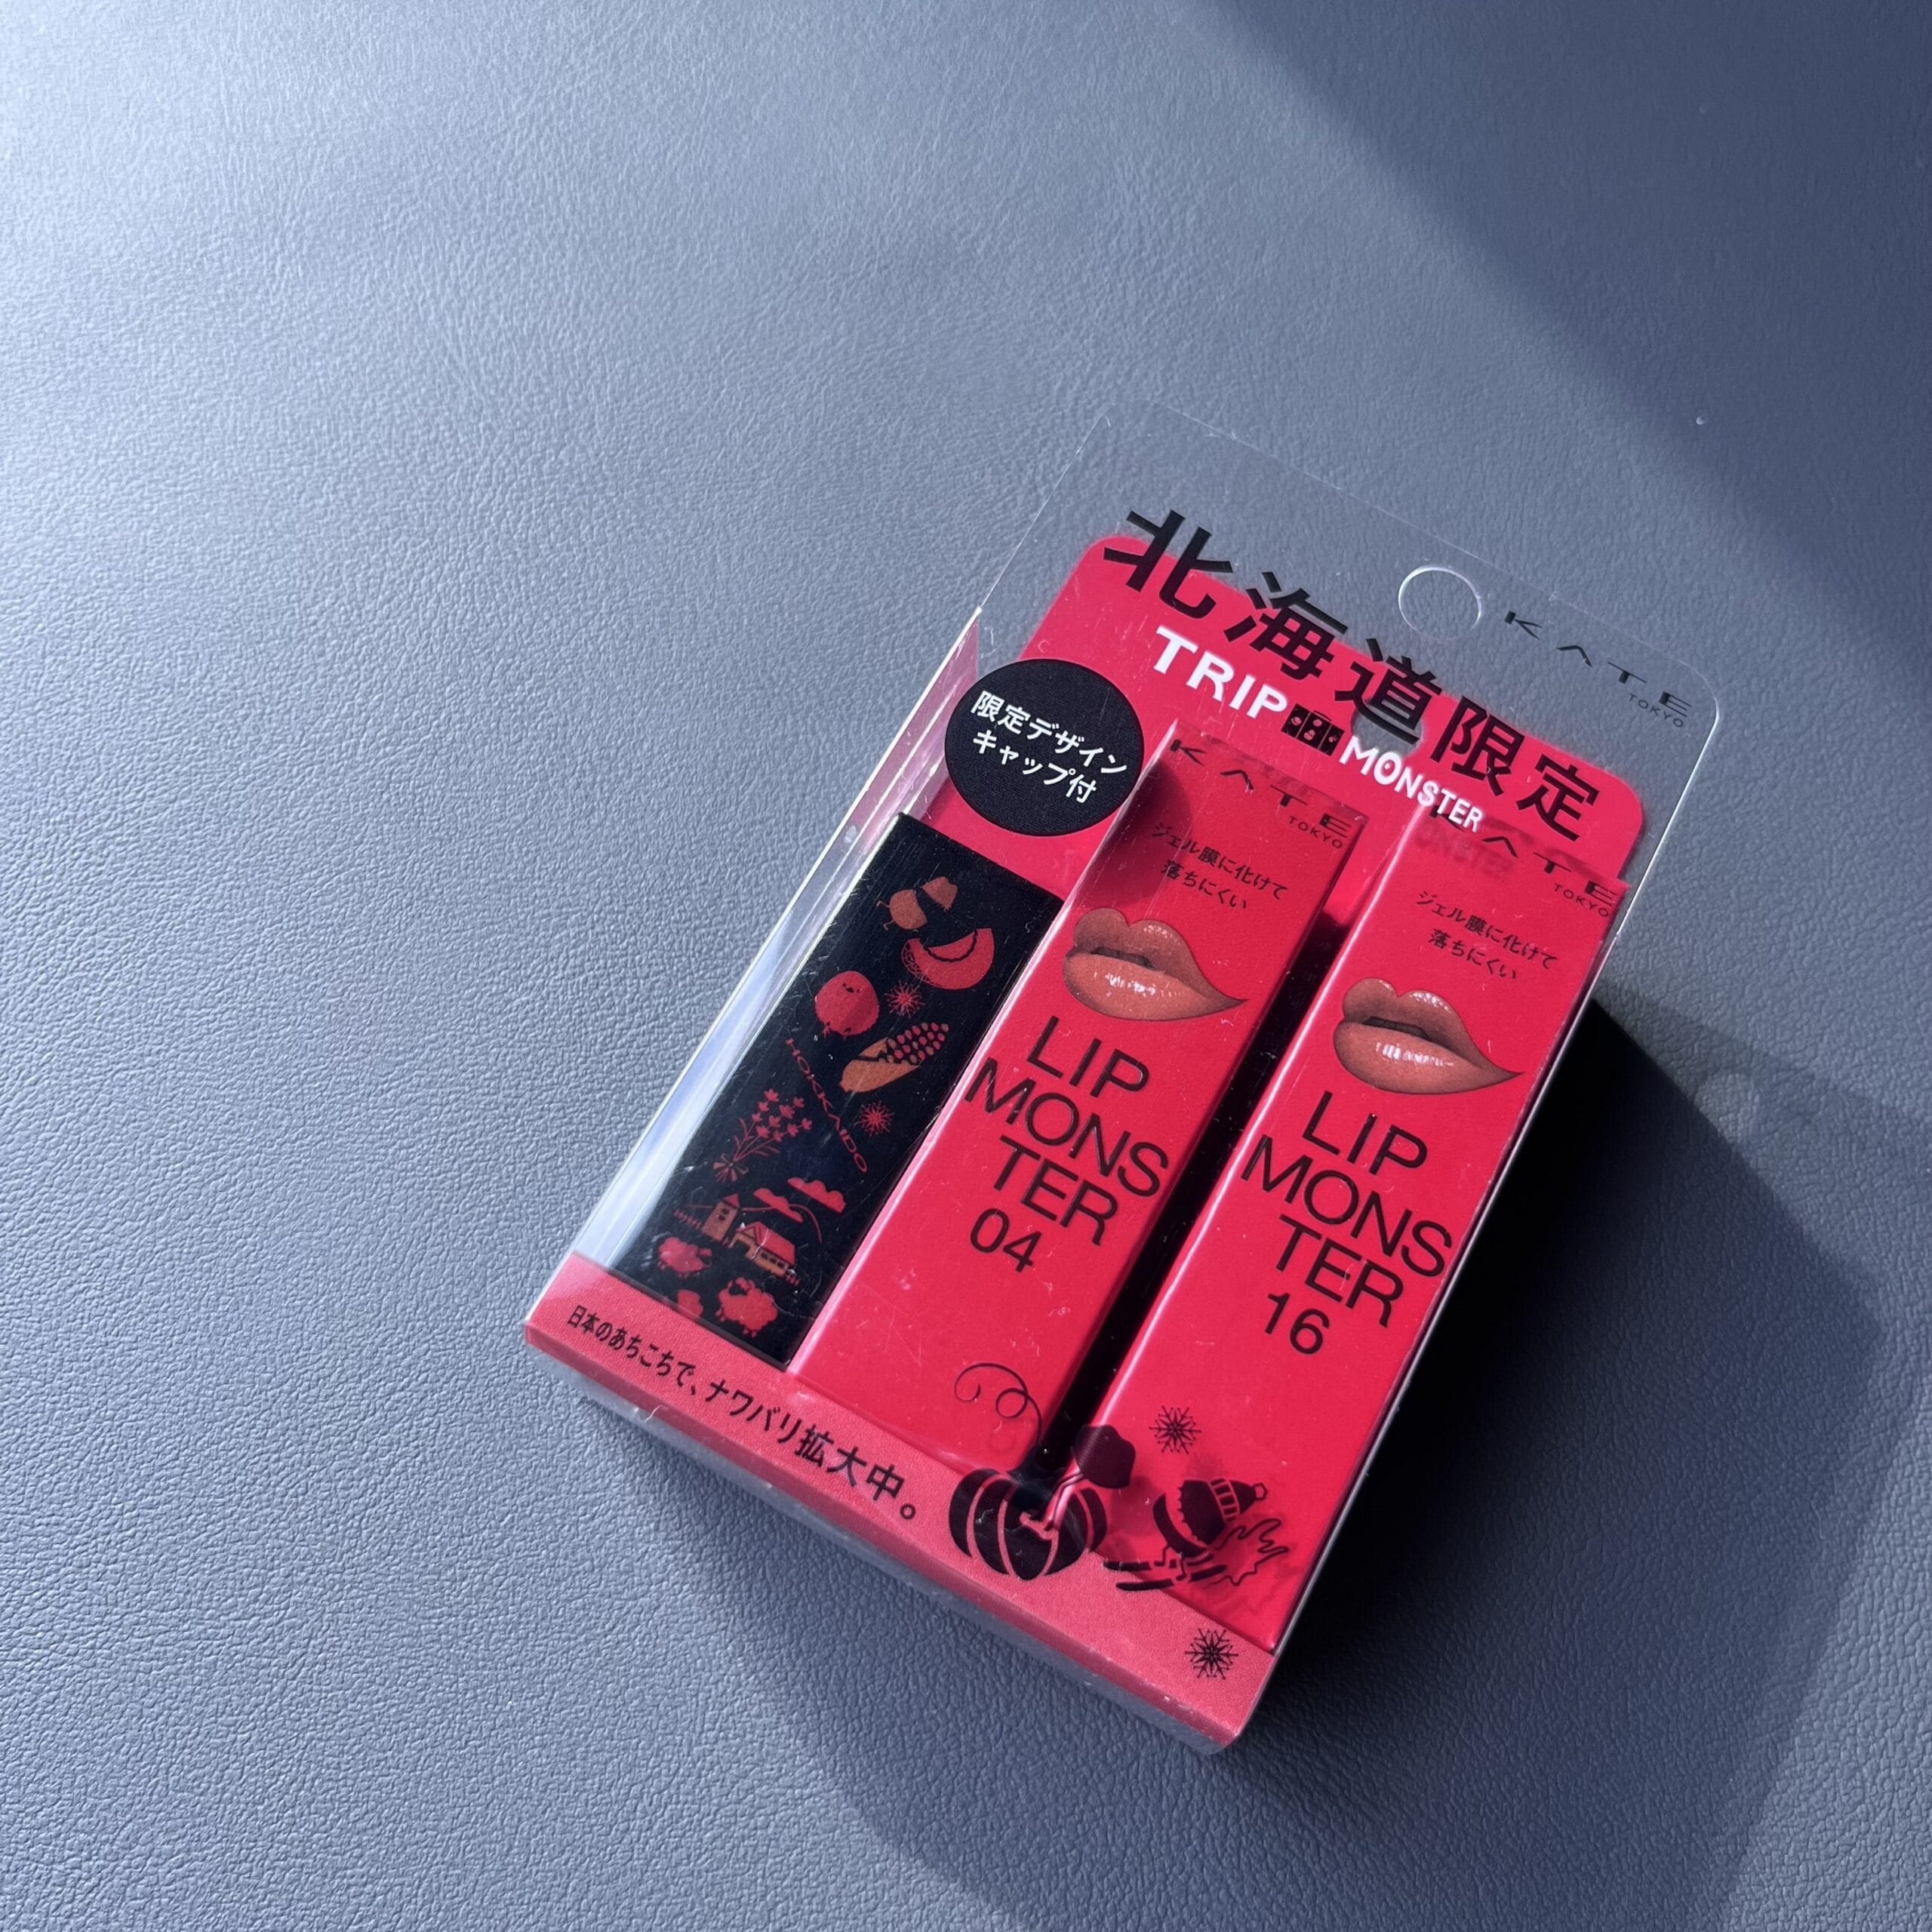 北海道限定
KATE
TOKYO
TRIP
MONSTER
限定デザイン
キャップ付
HOKKAIDO
KATE
TOKYO
ジェル膜に化けて
落ちにくい
LIP
MONS
TER
04
KATE
TOKYO
ジェル膜に化けて
落ちにくい
LIP
MONS
TER
16
日本のあちこちで、ナワバリ拡大中。